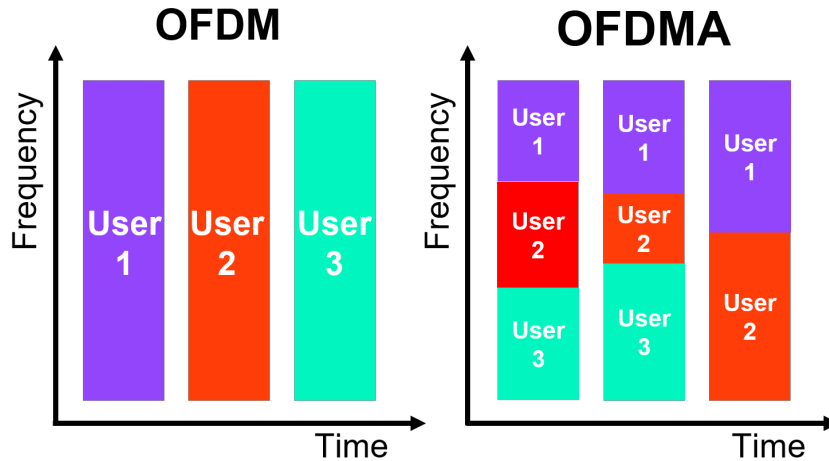 OFDM
Frequency
User
1
User
2
User
3
Time
OFDMA
Frequency
User
1
User
2
User
3
User
1
User
2
User
3
User
1
User
2
Time